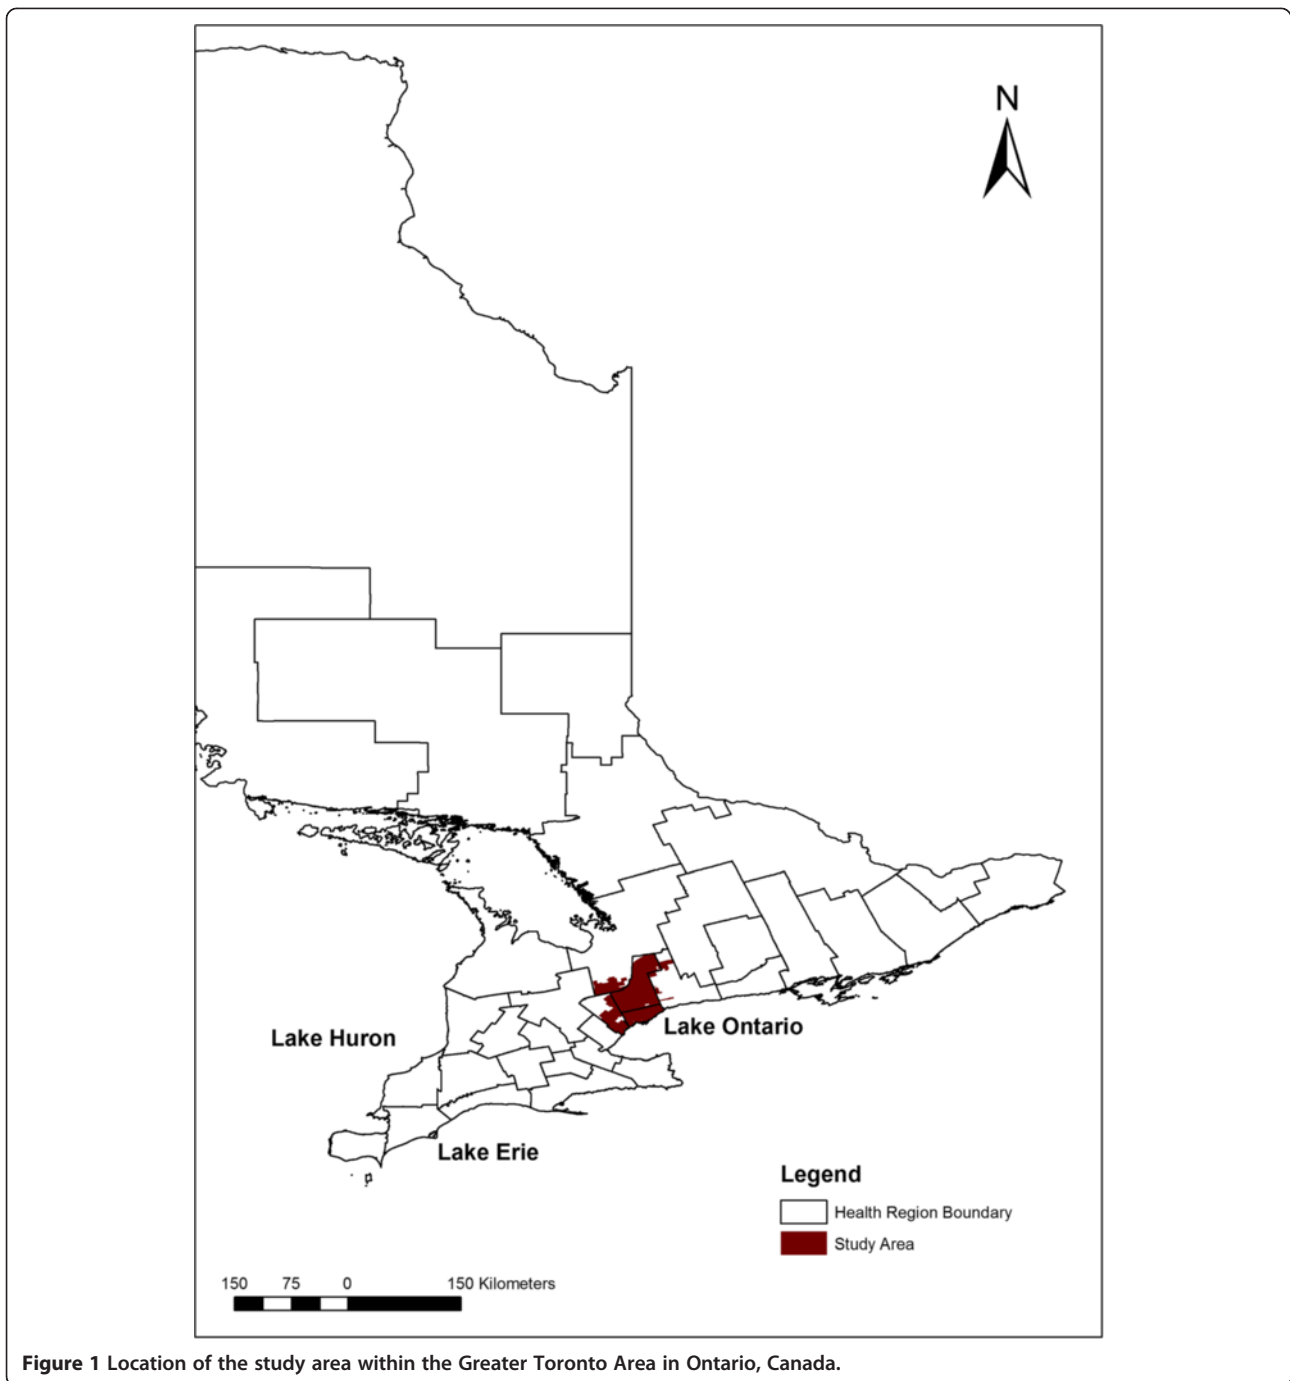 N
Lake Huron
Lake Ontario
Lake Erie
Legend
Health Region Boundary
Study Area
150 75 0 150 Kilometers
Figure 1 Location of the study area within the Greater Toronto Area in Ontario, Canada.